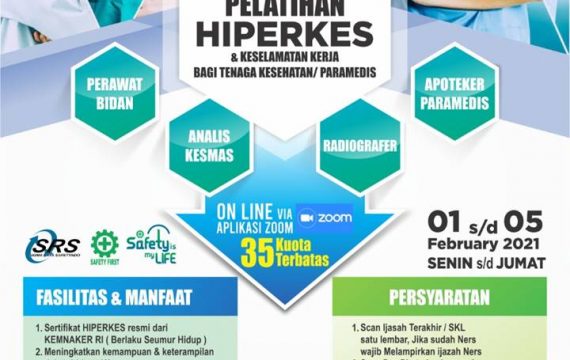 PELATIHAN
HIPERKES
& KESELAMATAN KERJA
BAGI TENAGA KESEHATAN/ PARAMEDIS
PERAWAT
BIDAN
ANALIS
KESMAS
RADIOGRAFER
APOTEKER
PARAMEDIS
ON LINE VIA
APLIKASI ZOOM
zoom
35 Kuota
Terbatas
01 s/d 05
February 2021
SENIN s/d JUMAT
SRS
SAFETY FIRST
Safety is
my LIFE
FASILITAS & MANFAAT
1. Sertifikat HIPERKES resmi dari
KEMNAKER RI ( Berlaku Seumur Hidup )
2. Meningkatkan kemampuan & keterampilan
PERSYARATAN
1. Scan Ijasah Terakhir / SKL
satu lembar, Jika sudah Ners
wajib Melampirkan ijazah Ners